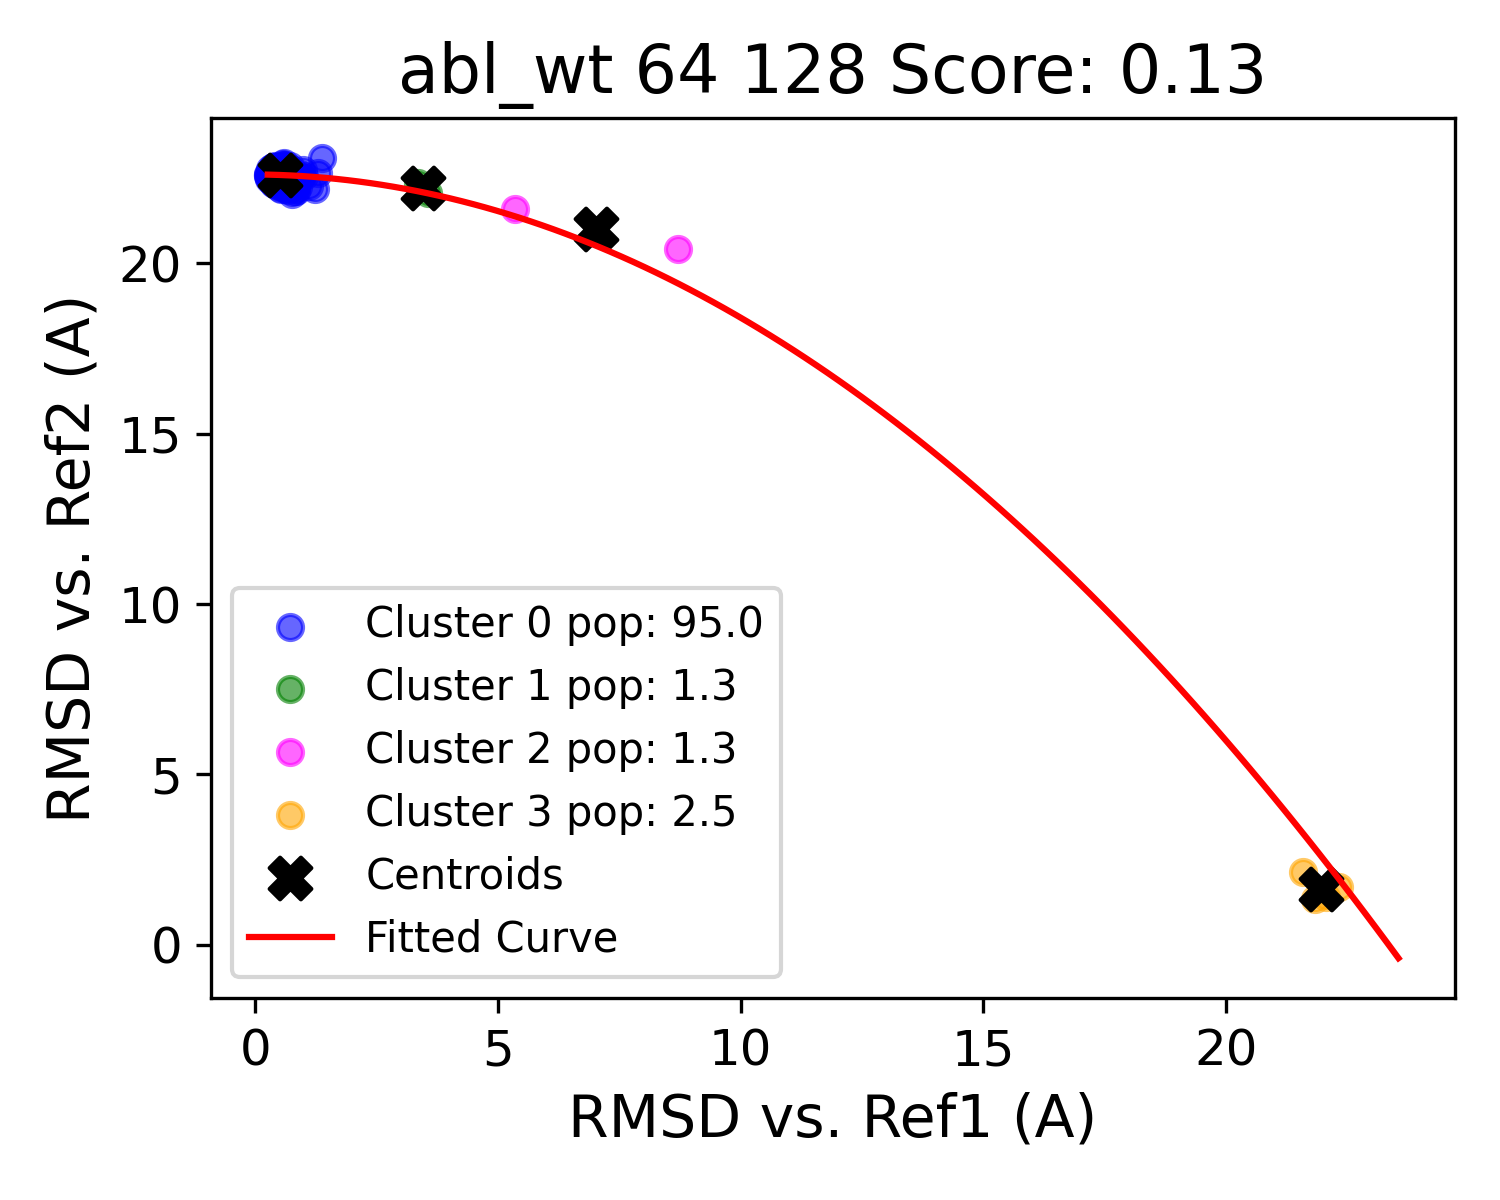 abl_wt 64 128 Score: 0.13
RMSD vs. Ref2 (A)
20
15
10
5
0
Cluster 0 pop: 95.0
Cluster 1 pop: 1.3
Cluster 2 pop: 1.3
Cluster 3 pop: 2.5
Centroids
Fitted Curve
0 5 10 15 20
RMSD vs. Ref1 (A)